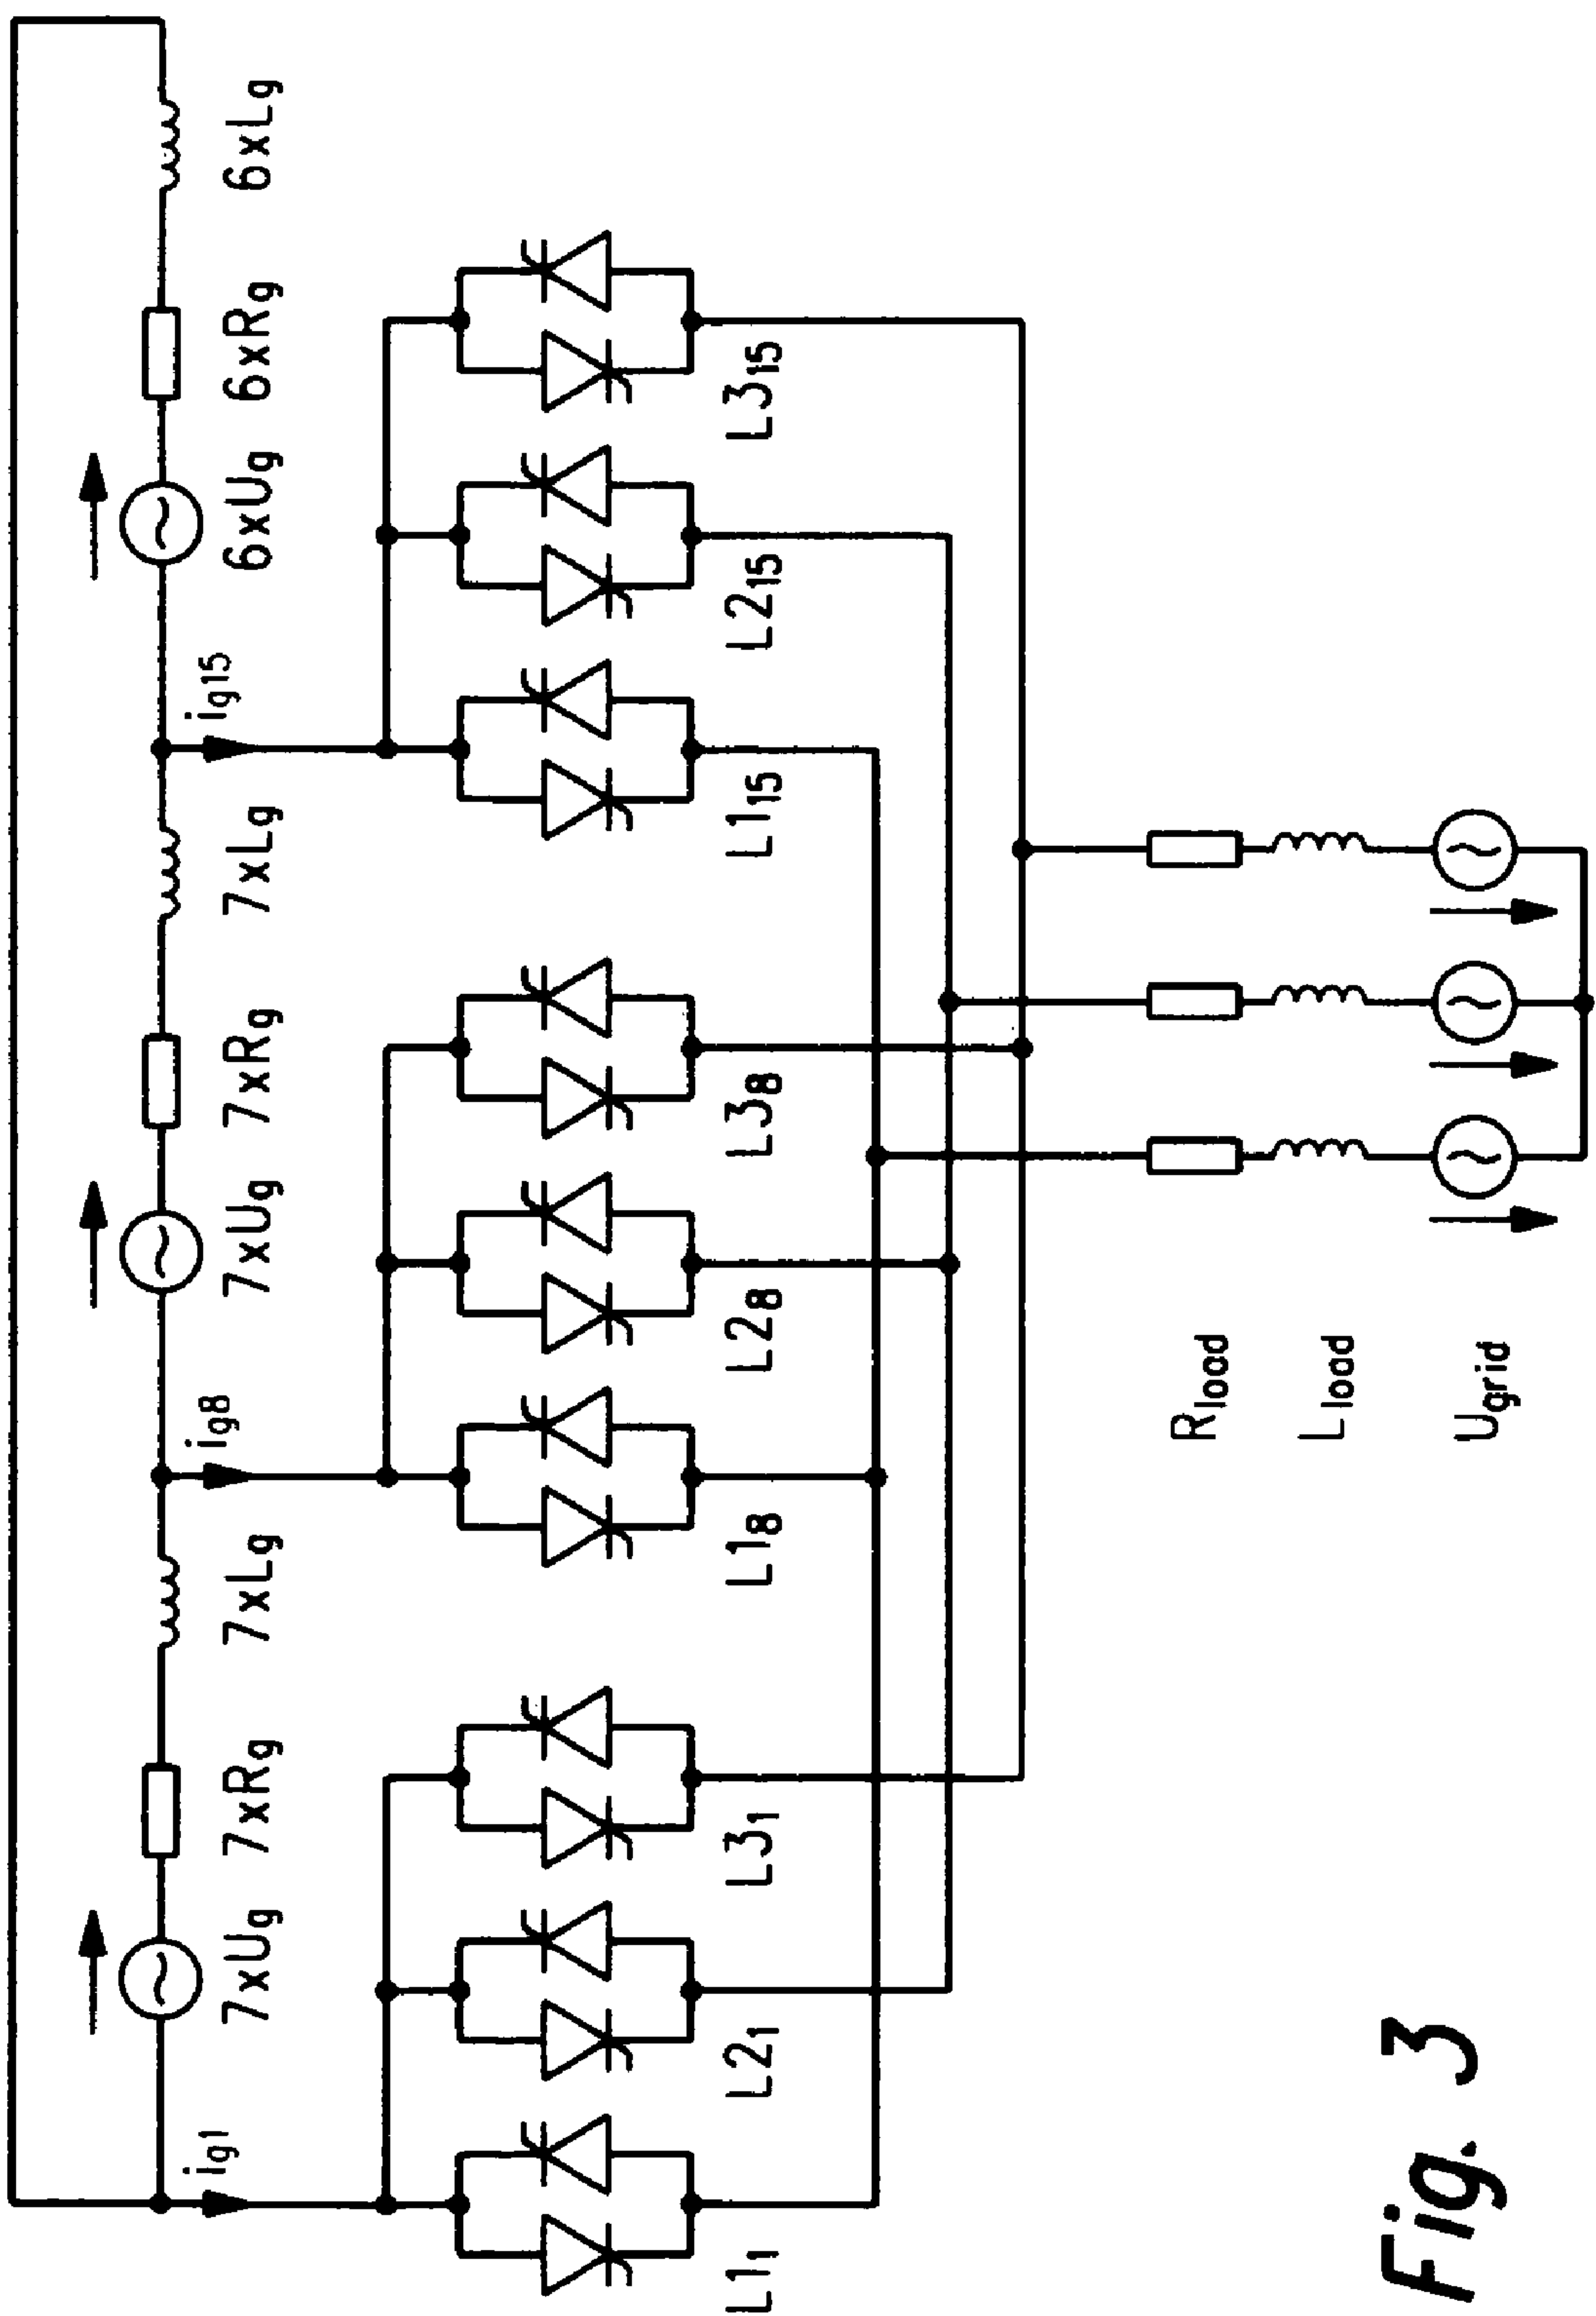 7xUg 7xRg 7xLg 7xUg 7xRg 7xLg 6xUg 6xRg 6xLg
ig1 ig8 ig15
L11 L21 L31 L18 L28 L38 L115 L215 L315
Rload
Lload
Ugrid
Fig. 3